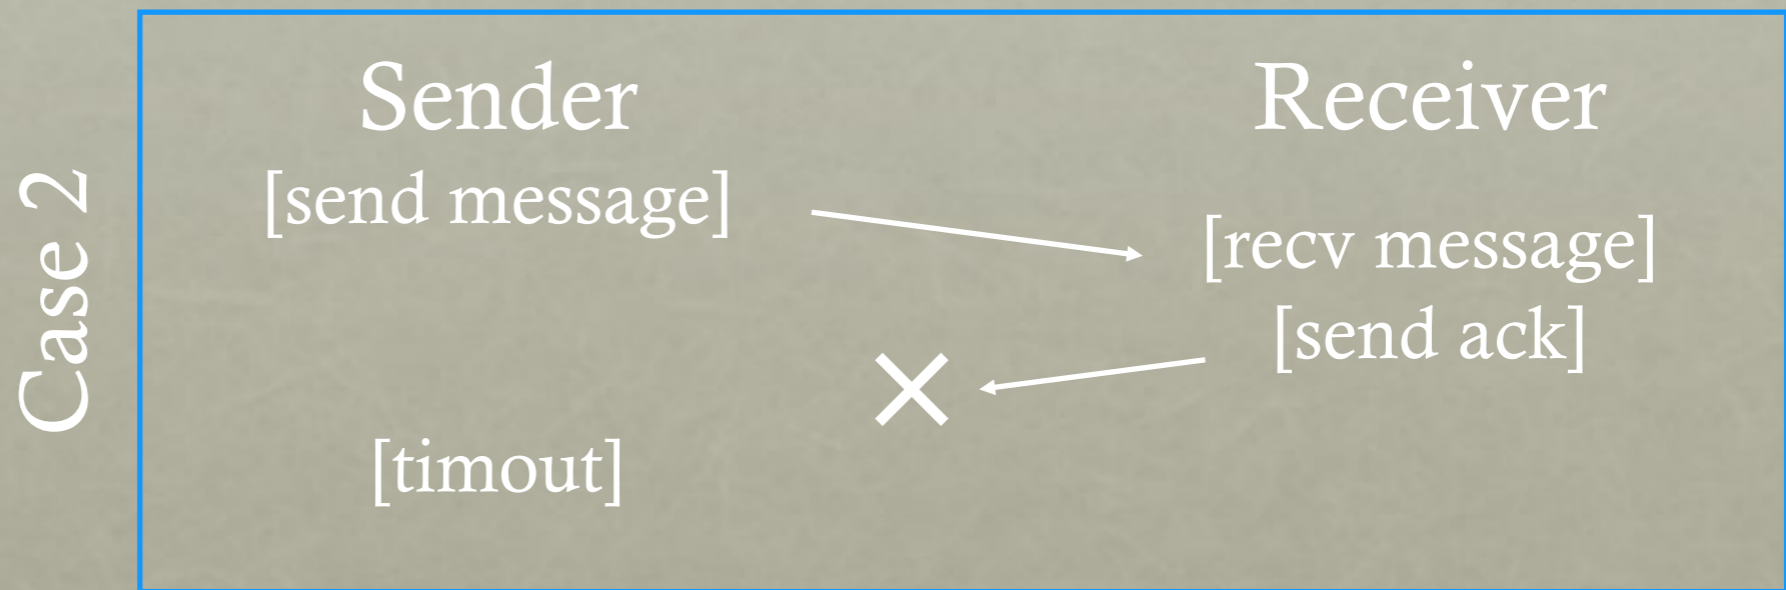 Case 2
Sender
Receiver
[send message]
[recv message]
[send ack]
[timout]